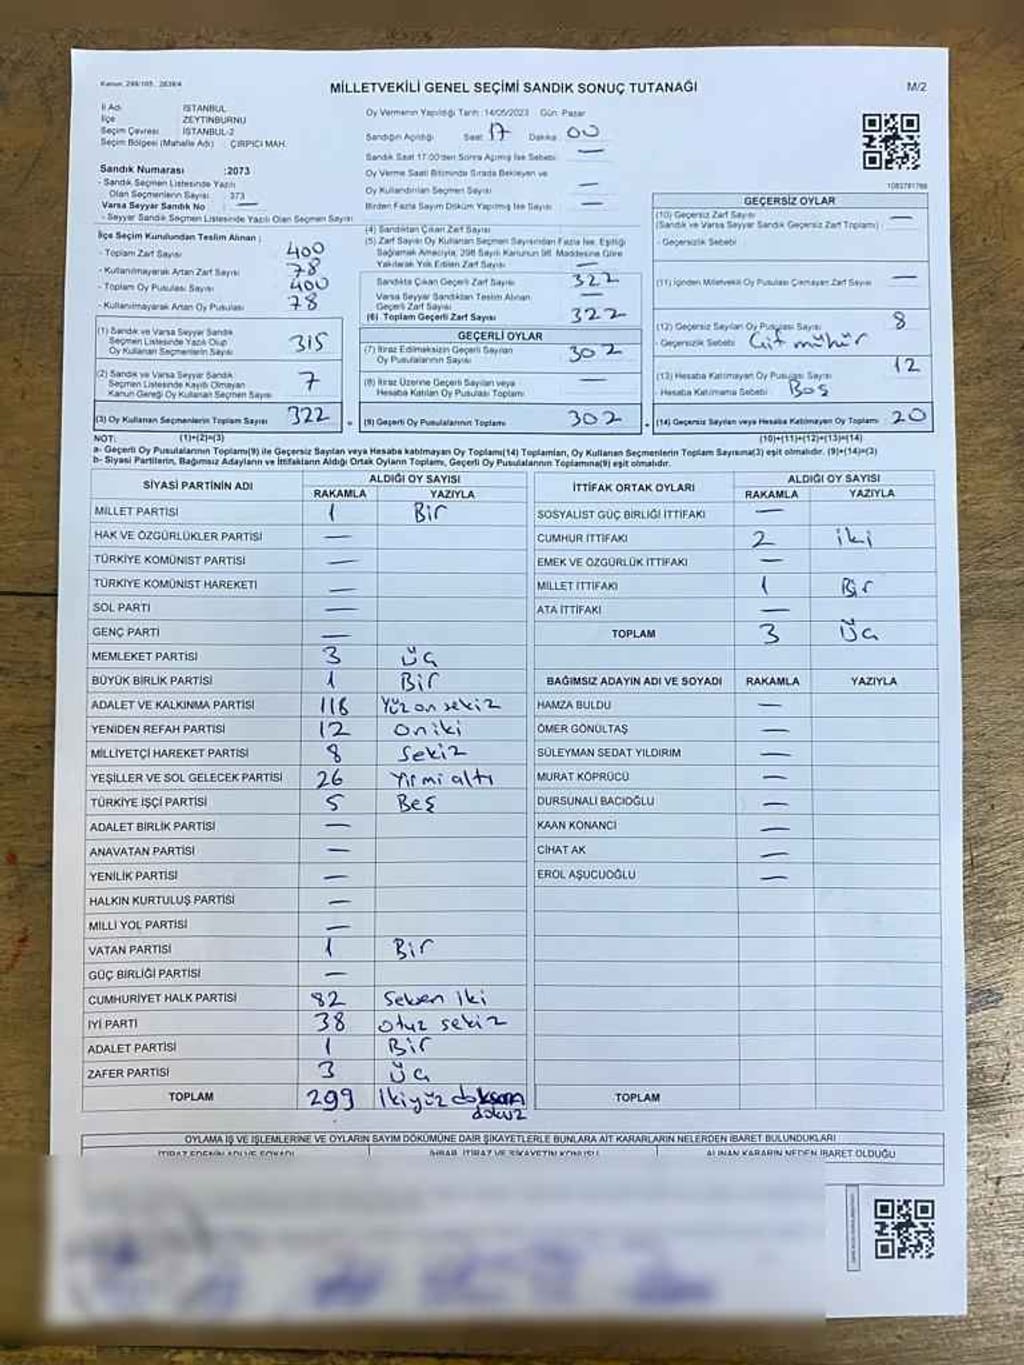 Kanun: 298/105, 2839/4
MİLLETVEKİLİ GENEL SEÇİMİ SANDIK SONUÇ TUTANAĞI
M/2
İl Adı İSTANBUL
İlçe ZEYTİNBURNU
Seçim Çevresi İSTANBUL-2
Seçim Bölgesi (Mahalle Adı) ÇIRPICI MAH.
Oy Vermenin Yapıldığı Tarih: 14/05/2023 Gün: Pazar
Sandığın Açıldığı Saat: 17 Dakika: 00
Sandık Saat 17:00'den Sonra Açılmış İse Sebebi: —
Oy Verme Saati Bitiminde Sırada Bekleyen ve
Oy Kullandırılan Seçmen Sayısı —
Birden Fazla Sayım Döküm Yapılmış İse Sayısı —
1083781766
Sandık Numarası :2073
- Sandık Seçmen Listesinde Yazılı
Olan Seçmenlerin Sayısı 373
Varsa Seyyar Sandık No —
- Seyyar Sandık Seçmen Listesinde Yazılı Olan Seçmen Sayısı
İlçe Seçim Kurulundan Teslim Alınan ;
- Toplam Zarf Sayısı 400
- Kullanılmayarak Artan Zarf Sayısı 78
- Toplam Oy Pusulası Sayısı 400
- Kullanılmayarak Artan Oy Pusulası 78
(1) Sandık ve Varsa Seyyar Sandık
Seçmen Listesinde Yazılı Olup
Oy Kullanan Seçmenlerin Sayısı 315
(2) Sandık ve Varsa Seyyar Sandık
Seçmen Listesinde Kayıtlı Olmayan
Kanun Gereği Oy Kullanan Seçmen Sayısı 7
(3) Oy Kullanan Seçmenlerin Toplam Sayısı 322
(4) Sandıktan Çıkan Zarf Sayısı
(5) Zarf Sayısı Oy Kullanan Seçmen Sayısından Fazla İse, Eşitliği
Sağlamak Amacıyla, 298 Sayılı Kanunun 98. Maddesine Göre
Yakılarak Yok Edilen Zarf Sayısı —
Sandıkta Çıkan Geçerli Zarf Sayısı 322
Varsa Seyyar Sandıktan Teslim Alınan
Geçerli Zarf Sayısı —
(6) Toplam Geçerli Zarf Sayısı 322
GEÇERLİ OYLAR
(7) İtiraz Edilmeksizin Geçerli Sayılan
Oy Pusulalarının Sayısı 302
(8) İtiraz Üzerine Geçerli Sayılan veya
Hesaba Katılan Oy Pusulası Toplamı —
= (9) Geçerli Oy Pusulalarının Toplamı 302
GEÇERSİZ OYLAR
(10) Geçersiz Zarf Sayısı —
(Sandık ve Varsa Seyyar Sandık Geçersiz Zarf Toplamı)
- Geçersizlik Sebebi
(11) İçinden Milletvekili Oy Pusulası Çıkmayan Zarf Sayısı —
(12) Geçersiz Sayılan Oy Pusulası Sayısı 8
- Geçersizlik Sebebi Çift mühür
(13) Hesaba Katılmayan Oy Pusulası Sayısı 12
- Hesaba Katılmama Sebebi Boş
+ (14) Geçersiz Sayılan veya Hesaba Katılmayan Oy Toplamı 20
NOT: (1)+(2)=(3)
(10)+(11)+(12)+(13)=(14)
a- Geçerli Oy Pusulalarının Toplamı(9) ile Geçersiz Sayılan veya Hesaba katılmayan Oy Toplamı(14) Toplamları, Oy Kullanan Seçmenlerin Toplam Sayısına(3) eşit olmalıdır. (9)+(14)=(3)
b- Siyasi Partilerin, Bağımsız Adayların ve İttifakların Aldığı Ortak Oyların Toplamı, Geçerli Oy Pusulalarının Toplamına(9) eşit olmalıdır.
SİYASİ PARTİNİN ADI ALDIĞI OY SAYISI
RAKAMLA YAZIYLA
MİLLET PARTİSİ 1 Bir
HAK VE ÖZGÜRLÜKLER PARTİSİ —
TÜRKİYE KOMÜNİST PARTİSİ —
TÜRKİYE KOMÜNİST HAREKETİ —
SOL PARTİ —
GENÇ PARTİ —
MEMLEKET PARTİSİ 3 Üç
BÜYÜK BİRLİK PARTİSİ 1 Bir
ADALET VE KALKINMA PARTİSİ 118 Yüz on sekiz
YENİDEN REFAH PARTİSİ 12 on iki
MİLLİYETÇİ HAREKET PARTİSİ 8 Sekiz
YEŞİLLER VE SOL GELECEK PARTİSİ 26 Yirmi altı
TÜRKİYE İŞÇİ PARTİSİ 5 Beş
ADALET BİRLİK PARTİSİ —
ANAVATAN PARTİSİ —
YENİLİK PARTİSİ —
HALKIN KURTULUŞ PARTİSİ —
MİLLİ YOL PARTİSİ —
VATAN PARTİSİ 1 Bir
GÜÇ BİRLİĞİ PARTİSİ —
CUMHURİYET HALK PARTİSİ 82 Seksen iki
İYİ PARTİ 38 otuz sekiz
ADALET PARTİSİ 1 Bir
ZAFER PARTİSİ 3 Üç
TOPLAM 299 İkiyüz doksan
dokuz
İTTİFAK ORTAK OYLARI ALDIĞI OY SAYISI
RAKAMLA YAZIYLA
SOSYALİST GÜÇ BİRLİĞİ İTTİFAKI —
CUMHUR İTTİFAKI 2 iki
EMEK VE ÖZGÜRLÜK İTTİFAKI —
MİLLET İTTİFAKI 1 Bir
ATA İTTİFAKI —
TOPLAM 3 Üç
BAĞIMSIZ ADAYIN ADI VE SOYADI RAKAMLA YAZIYLA
HAMZA BULDU —
ÖMER GÖNÜLTAŞ —
SÜLEYMAN SEDAT YILDIRIM —
MURAT KÖPRÜCÜ —
DURSUNALİ BACIOĞLU —
KAAN KONANCI —
CİHAT AK —
EROL AŞUCUOĞLU —
TOPLAM
OYLAMA İŞ VE İŞLEMLERİNE VE OYLARIN SAYIM DÖKÜMÜNE DAİR ŞİKAYETLERLE BUNLARA AİT KARARLARIN NELERDEN İBARET BULUNDUKLARI
İTİRAZ EDENİN ADI VE SOYADI İHBAR, İTİRAZ VE ŞİKAYETİN KONUSU ALINAN KARARIN NEDEN İBARET OLDUĞU